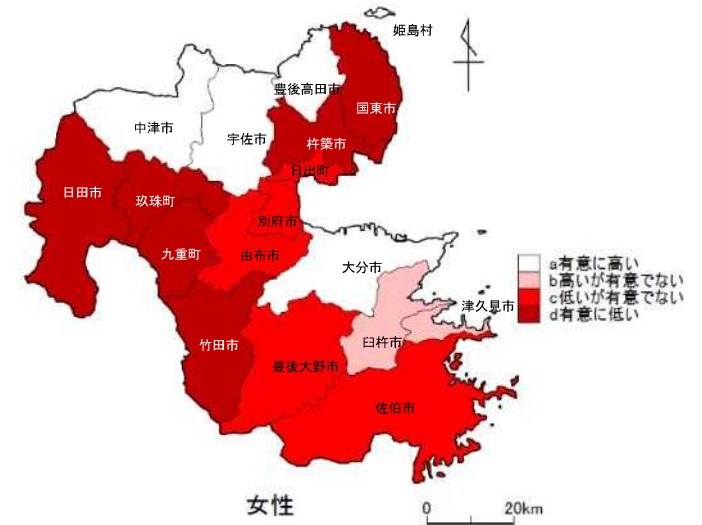 姫島村
豊後高田市
国東市
中津市
宇佐市
杵築市
日出町
日田市
玖珠町
別府市
九重町
由布市
大分市
a有意に高い
b高いが有意でない
c低いが有意でない
d有意に低い
津久見市
竹田市
臼杵市
豊後大野市
佐伯市
女性
0 20km